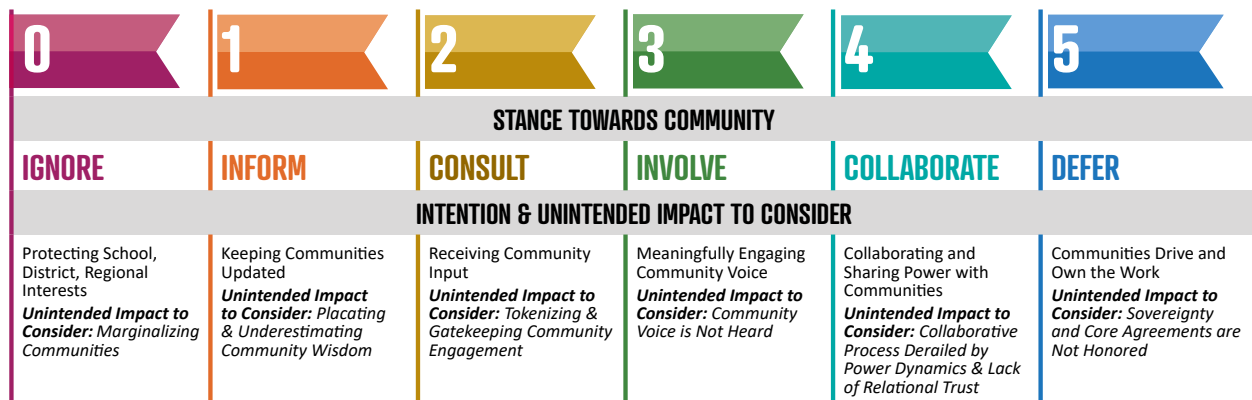 0
1
2
3
4
5
STANCE TOWARDS COMMUNITY
IGNORE
INFORM
CONSULT
INVOLVE
COLLABORATE
DEFER
INTENTION & UNINTENDED IMPACT TO CONSIDER
Protecting School,
District, Regional
Interests
Unintended Impact to
Consider: Marginalizing
Communities
Keeping Communities
Updated
Unintended Impact
to Consider: Placating
& Underestimating
Community Wisdom
Receiving Community
Input
Unintended Impact to
Consider: Tokenizing &
Gatekeeping Community
Engagement
Meaningfully Engaging
Community Voice
Unintended Impact to
Consider: Community
Voice is Not Heard
Collaborating and
Sharing Power with
Communities
Unintended Impact to
Consider: Collaborative
Process Derailed by
Power Dynamics & Lack
of Relational Trust
Communities Drive and
Own the Work
Unintended Impact to
Consider: Sovereignty
and Core Agreements are
Not Honored